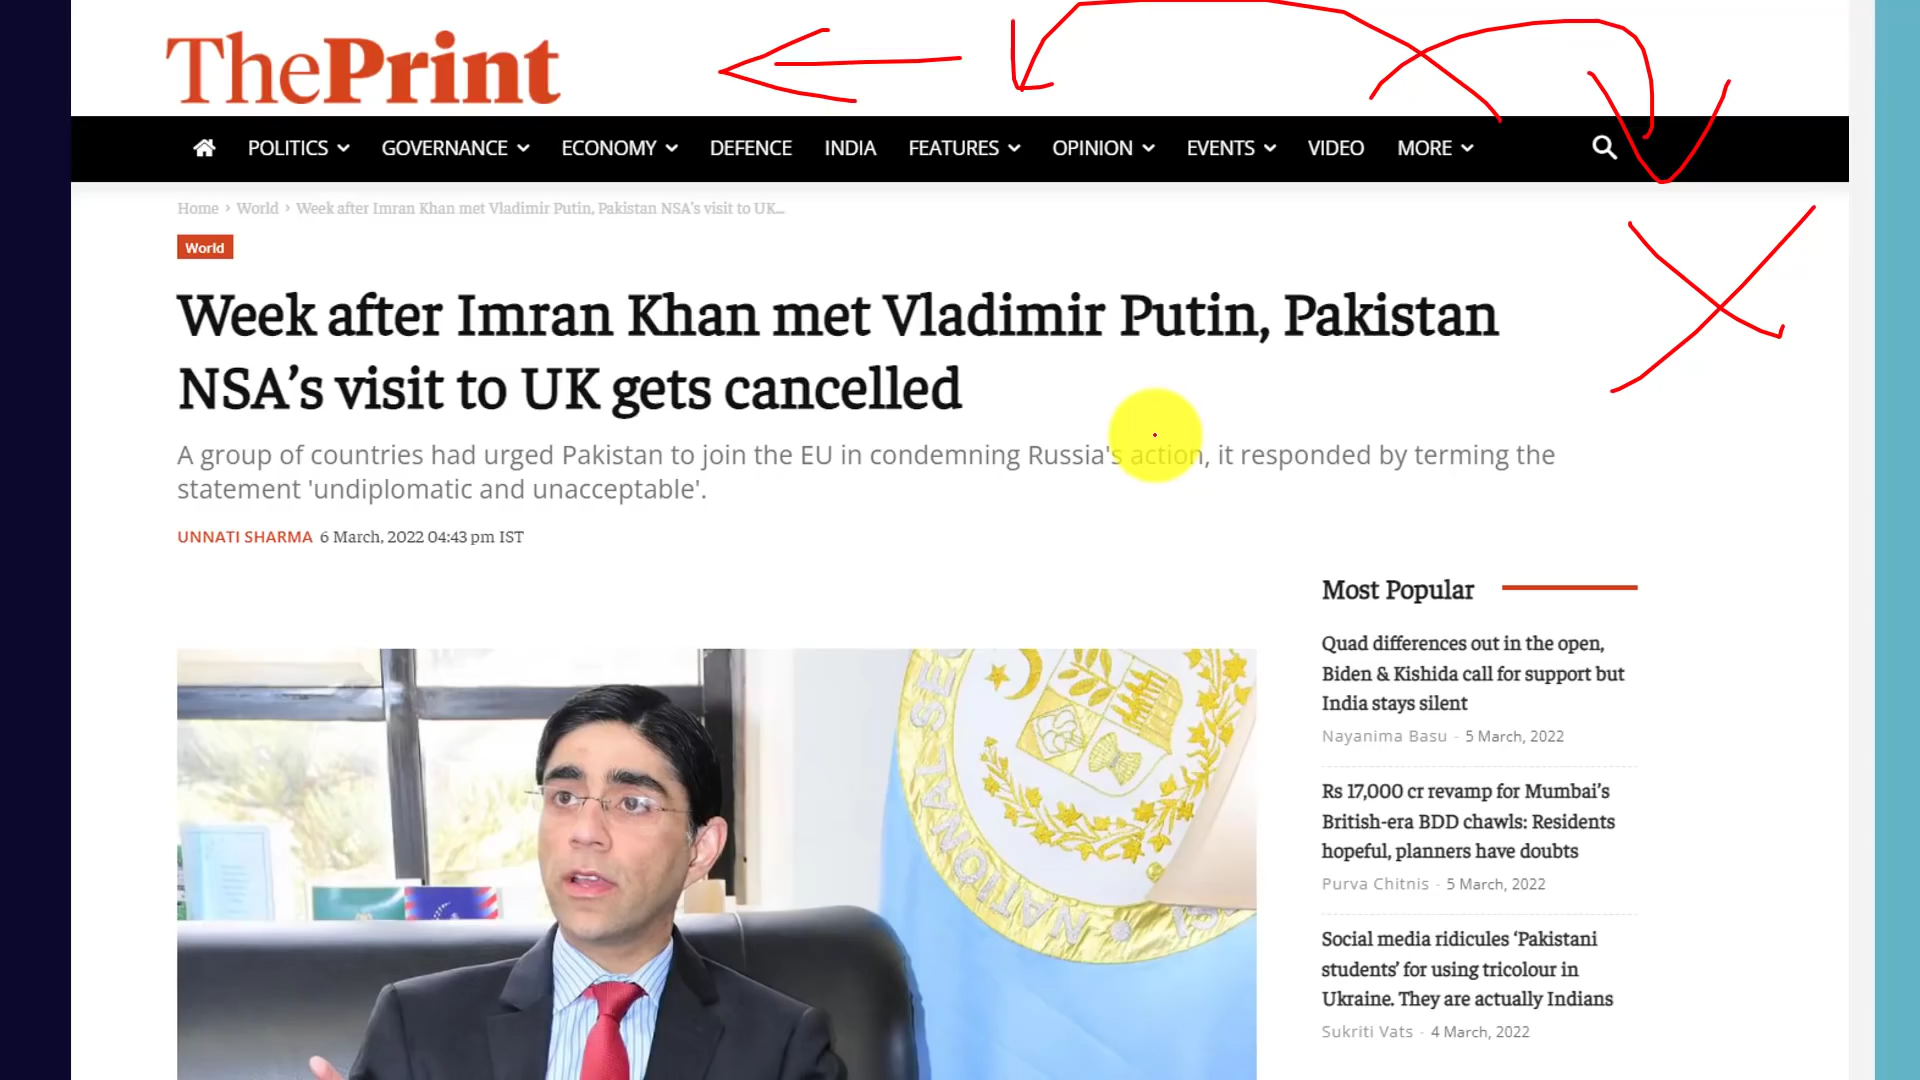 ThePrint
POLITICS GOVERNANCE ECONOMY DEFENCE INDIA FEATURES OPINION EVENTS VIDEO MORE
Home › World › Week after Imran Khan met Vladimir Putin, Pakistan NSA's visit to UK...
World
Week after Imran Khan met Vladimir Putin, Pakistan
NSA's visit to UK gets cancelled
A group of countries had urged Pakistan to join the EU in condemning Russia's action, it responded by terming the
statement 'undiplomatic and unacceptable'.
UNNATI SHARMA 6 March, 2022 04:43 pm IST
Most Popular
Quad differences out in the open,
Biden & Kishida call for support but
India stays silent
Nayanima Basu - 5 March, 2022
Rs 17,000 cr revamp for Mumbai's
British-era BDD chawls: Residents
hopeful, planners have doubts
Purva Chitnis - 5 March, 2022
Social media ridicules 'Pakistani
students' for using tricolour in
Ukraine. They are actually Indians
Sukriti Vats - 4 March, 2022
NATIONAL